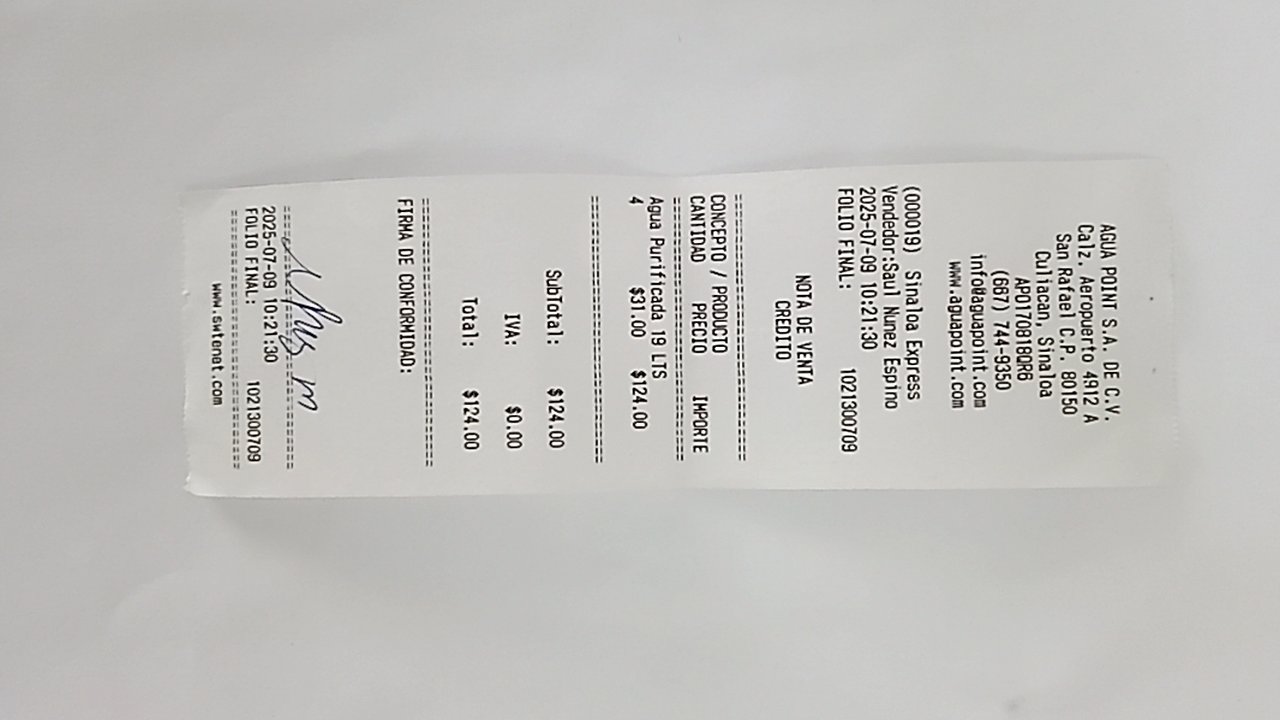 AGUA POINT S.A. DE C.V.
Calz. Aeropuerto 4912 A
San Rafael C.P. 80150
Culiacan, Sinaloa
APO170818QR6
(667) 744-9350
info@aguapoint.com
www.aguapoint.com
(000019) Sinaloa Express
Vendedor:Saul Nunez Espino
2025-07-09 10:21:30
FOLIO FINAL: 1021300709
NOTA DE VENTA
CREDITO
===========================
CONCEPTO / PRODUCTO
CANTIDAD PRECIO IMPORTE
===========================
Agua Purificada 19 LTS
4 $31.00 $124.00
===========================
SubTotal: $124.00
IVA: $0.00
Total: $124.00
===========================
FIRMA DE CONFORMIDAD:
===========================
2025-07-09 10:21:30
FOLIO FINAL: 1021300709
===========================
www.swtenet.com